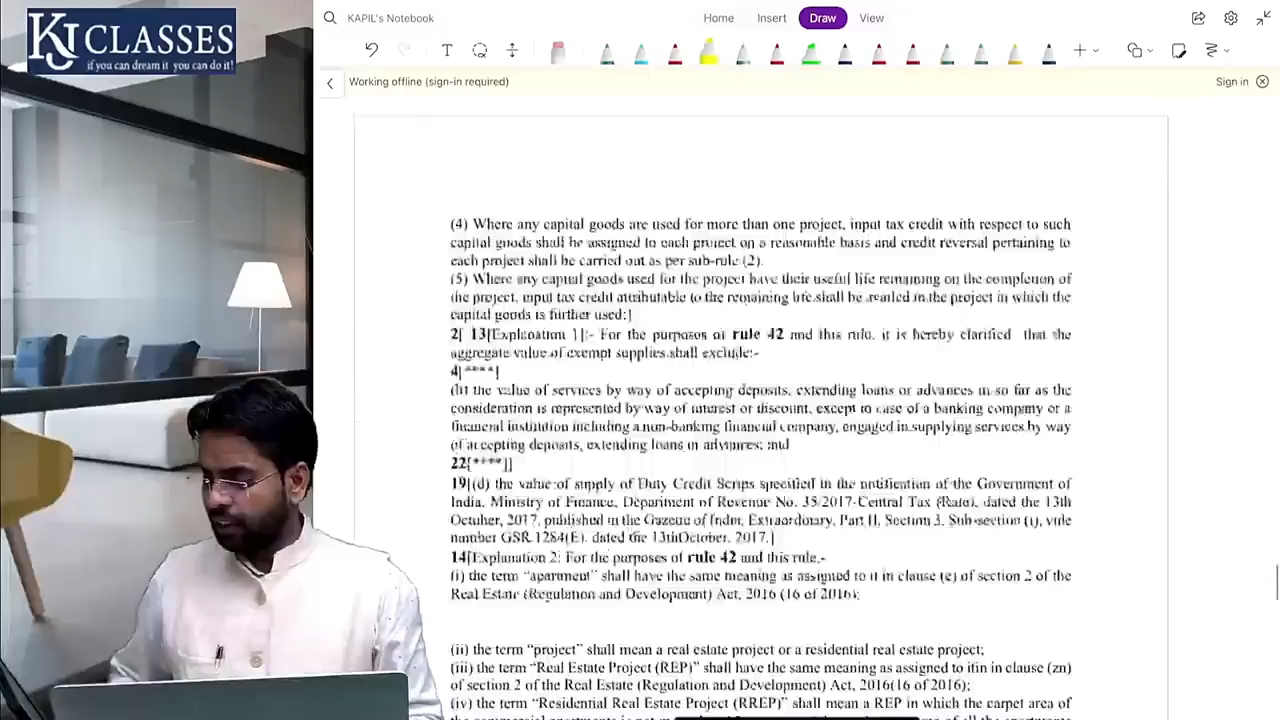 KJ CLASSES
if you can dream it you can do it!
KAPIL's Notebook
Home Insert Draw View
Working offline (sign-in required)
Sign in
(4) Where any capital goods are used for more than one project, input tax credit with respect to such
capital goods shall be assigned to each project on a reasonable basis and credit reversal pertaining to
each project shall be carried out as per sub-rule (2).
(5) Where any capital goods used for the project have their useful life remaining on the completion of
the project, input tax credit attributable to the remaining life shall be availed in the project in which the
capital goods is further used;]
2[ 13[Explanation 1]:- For the purposes of rule 42 and this rule, it is hereby clarified that the
aggregate value of exempt supplies shall exclude:-
4[****]
(b) the value of services by way of accepting deposits, extending loans or advances in so far as the
consideration is represented by way of interest or discount, except in case of a banking company or a
financial institution including a non-banking financial company, engaged in supplying services by way
of accepting deposits, extending loans or advances; and
22[****]]
19[(d) the value of supply of Duty Credit Scrips specified in the notification of the Government of
India, Ministry of Finance, Department of Revenue No. 35/2017-Central Tax (Rate), dated the 13th
October, 2017, published in the Gazette of India, Extraordinary, Part II, Section 3, Sub-section (i), vide
number GSR 1284(E), dated the 13thOctober, 2017.]
14[Explanation 2: For the purposes of rule 42 and this rule,-
(i) the term "apartment" shall have the same meaning as assigned to it in clause (e) of section 2 of the
Real Estate (Regulation and Development) Act, 2016 (16 of 2016);
(ii) the term "project" shall mean a real estate project or a residential real estate project;
(iii) the term "Real Estate Project (REP)" shall have the same meaning as assigned to itin in clause (zn)
of section 2 of the Real Estate (Regulation and Development) Act, 2016(16 of 2016);
(iv) the term "Residential Real Estate Project (RREP)" shall mean a REP in which the carpet area of